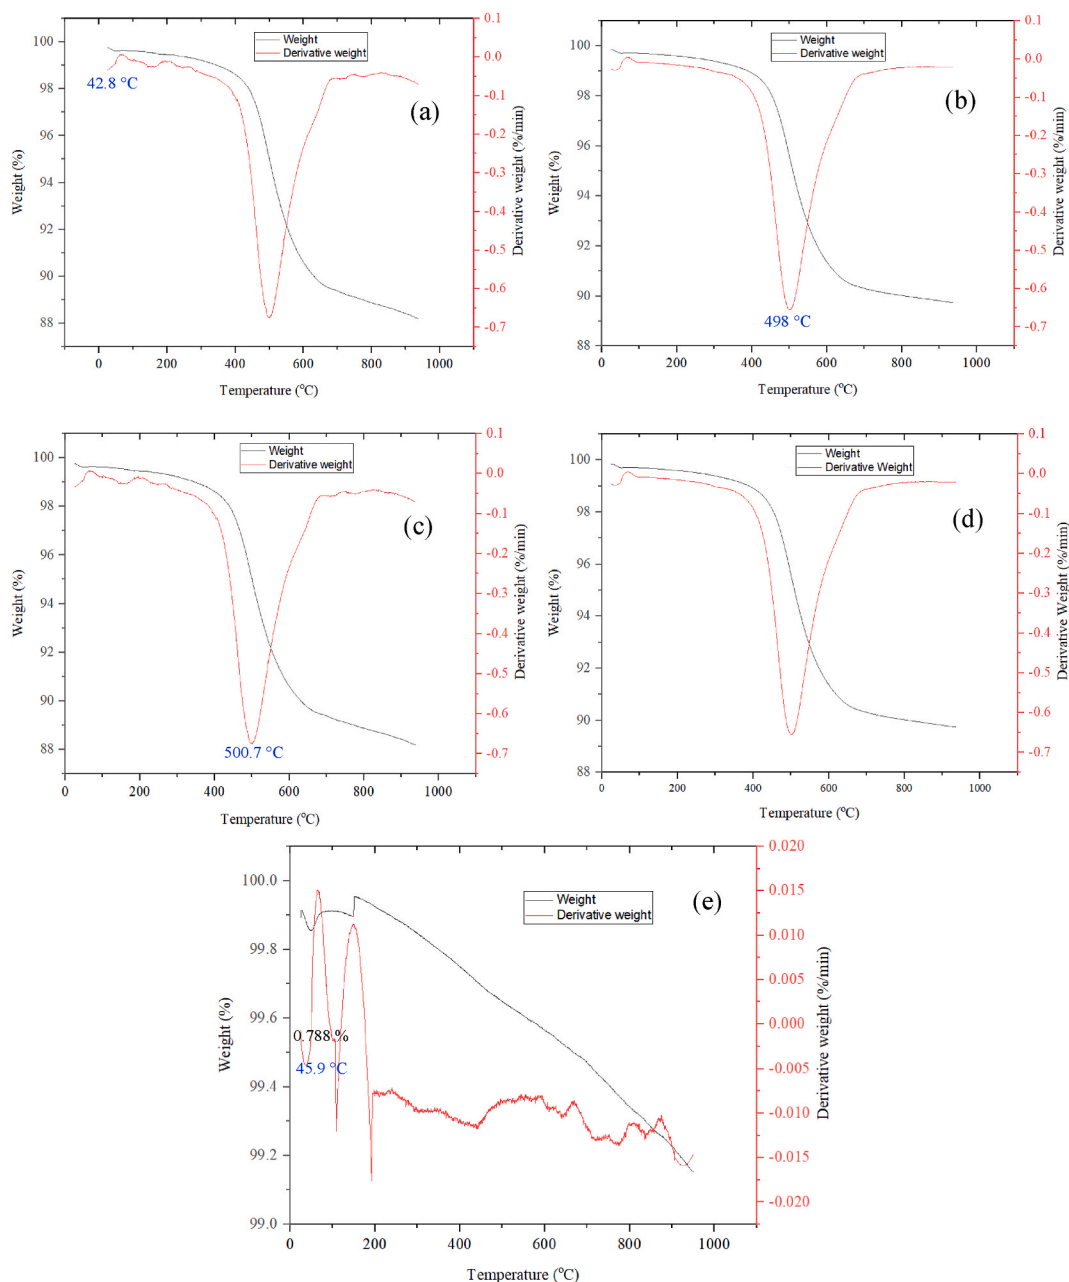 0.1
100
Weight
Derivative weight
0.0
42.8 °C
98
-0.1
(a)
96
-0.2
Weight (%)
94
-0.3
Derivative weight (%/min)
-0.4
92
-0.5
90
-0.6
88
-0.7
0 200 400 600 800 1000
Temperature (°C)
0.1
100
Weight
Derivative weight
0.0
98
-0.1
(b)
96
-0.2
Weight (%)
94
-0.3
Derivative weight (%/min)
-0.4
92
-0.5
90
-0.6
498 °C
88
-0.7
0 200 400 600 800 1000
Temperature (°C)
0.1
100
Weight
Derivative weight
0.0
98
-0.1
(c)
96
-0.2
Weight (%)
94
-0.3
Derivative weight (%/min)
-0.4
92
-0.5
90
-0.6
88
500.7 °C
-0.7
0 200 400 600 800 1000
Temperature (°C)
0.1
100
Weight
Derivative Weight
0.0
98
-0.1
(d)
96
-0.2
Weight (%)
94
-0.3
Derivative Weight (%/min)
-0.4
92
-0.5
90
-0.6
88
-0.7
0 200 400 600 800 1000
Temperature (°C)
0.020
100.0
Weight
Derivative weight
(e)
0.015
99.8
0.010
0.005
99.6
Weight (%)
0.000
Derivative weight (%/min)
0.788 %
45.9 °C
-0.005
99.4
-0.010
99.2
-0.015
-0.020
99.0
0 200 400 600 800 1000
Temperature (°C)